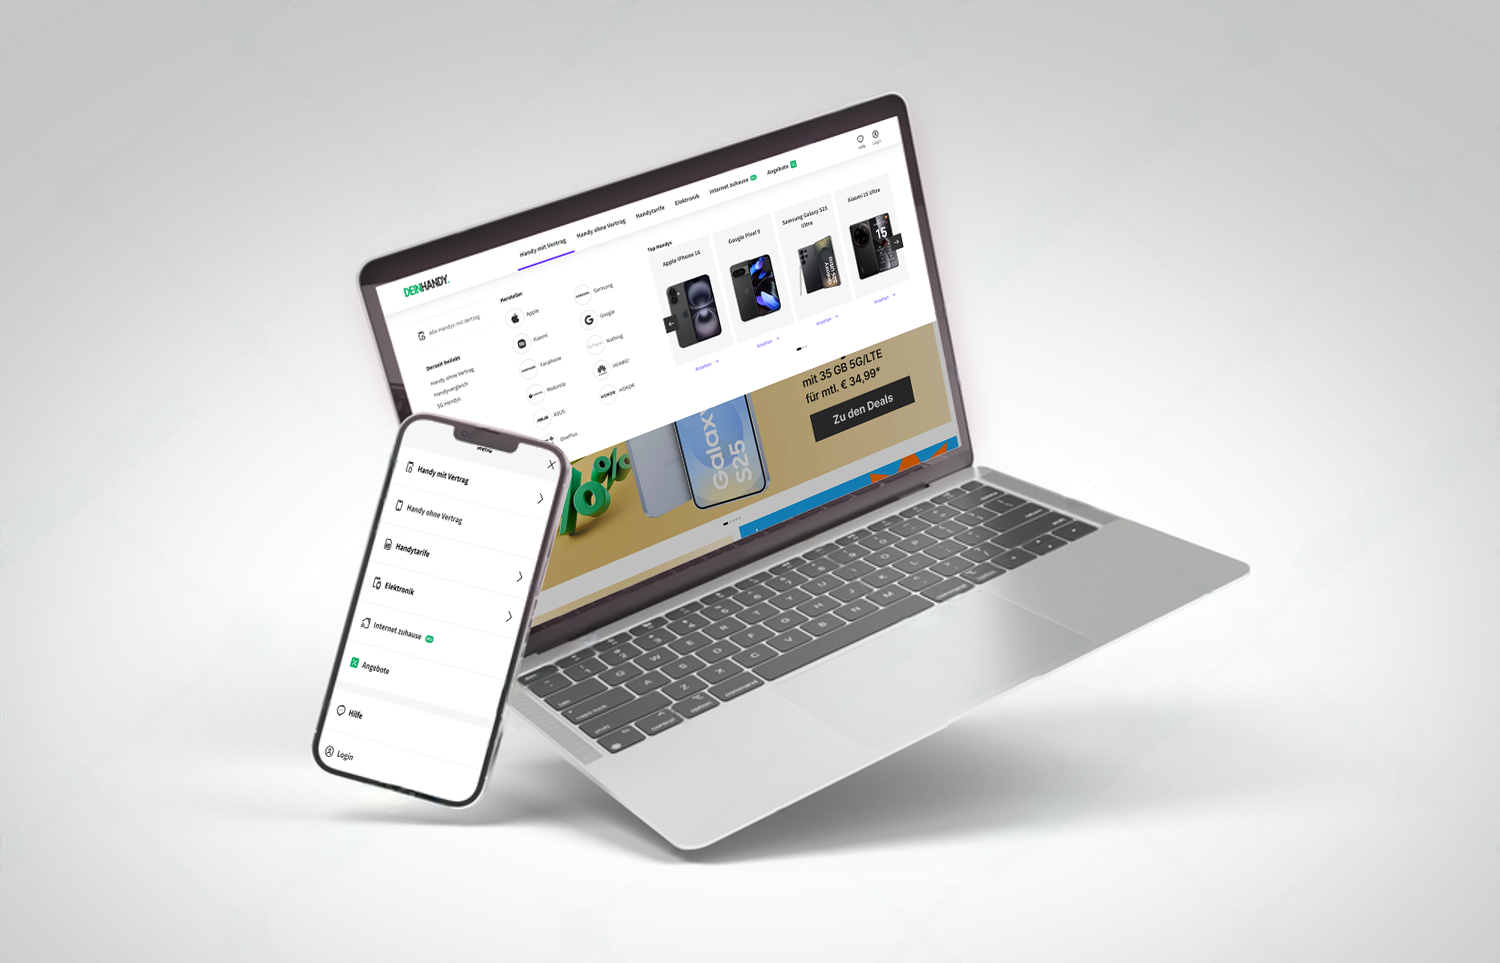 Hilfe
Login
Handy mit Vertrag
Handy ohne Vertrag
Handytarife
Elektronik
Internet zuhause
Angebote
DEINHANDY.
Alle Handys mit Vertrag
Derzeit beliebt
Handy ohne Vertrag
Handyvergleich
5G Handys
Hersteller
Apple
Xiaomi
Fairphone
Motorola
ASUS
OnePlus
Samsung
Google
Nothing
HUAWEI
HONOR
Top Handys
Apple iPhone 16
Ansehen
Google Pixel 9
Ansehen
Samsung Galaxy S25
Ultra
Ansehen
Xiaomi 15 Ultra
Ansehen
mit 35 GB 5G/LTE
für mtl. € 34,99*
Zu den Deals
Galaxy
S25
%
Handy mit Vertrag
Handy ohne Vertrag
Handytarife
Elektronik
Internet zuhause
Angebote
Hilfe
Login